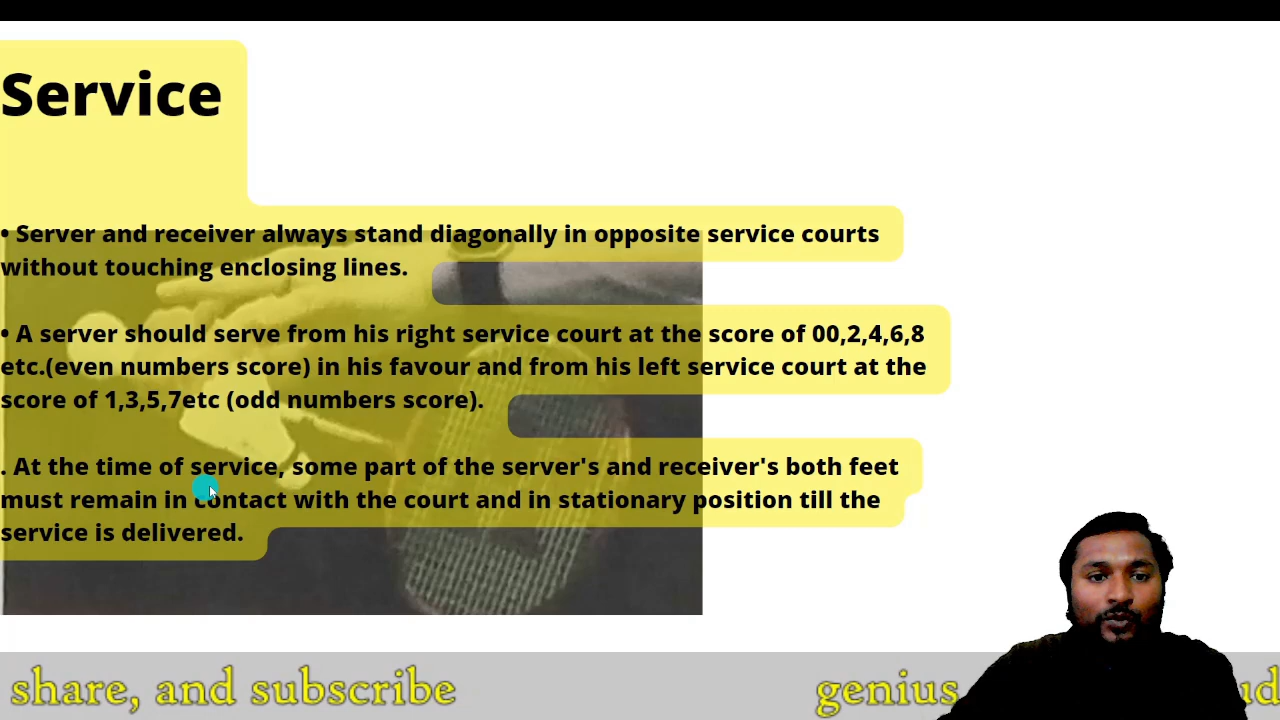 Service
• Server and receiver always stand diagonally in opposite service courts
without touching enclosing lines.
• A server should serve from his right service court at the score of 00,2,4,6,8
etc.(even numbers score) in his favour and from his left service court at the
score of 1,3,5,7etc (odd numbers score).
. At the time of service, some part of the server's and receiver's both feet
must remain in contact with the court and in stationary position till the
service is delivered.
share, and subscribe genius